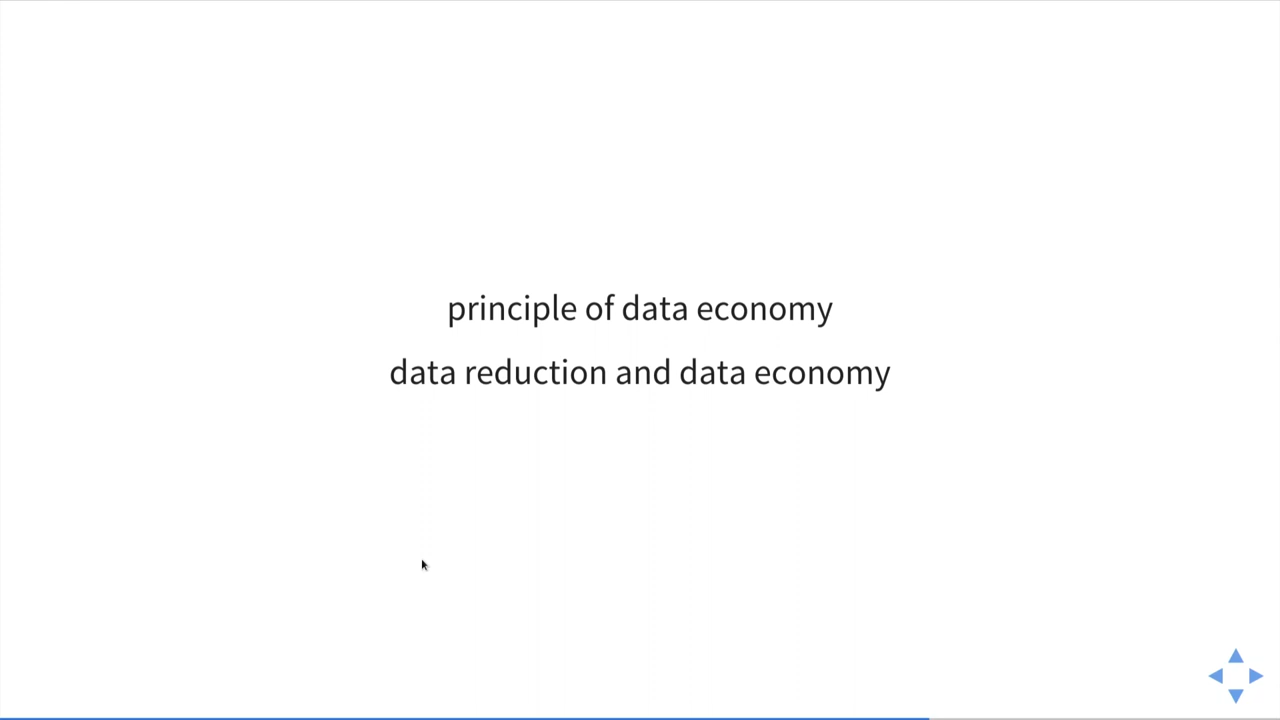 principle of data economy
data reduction and data economy